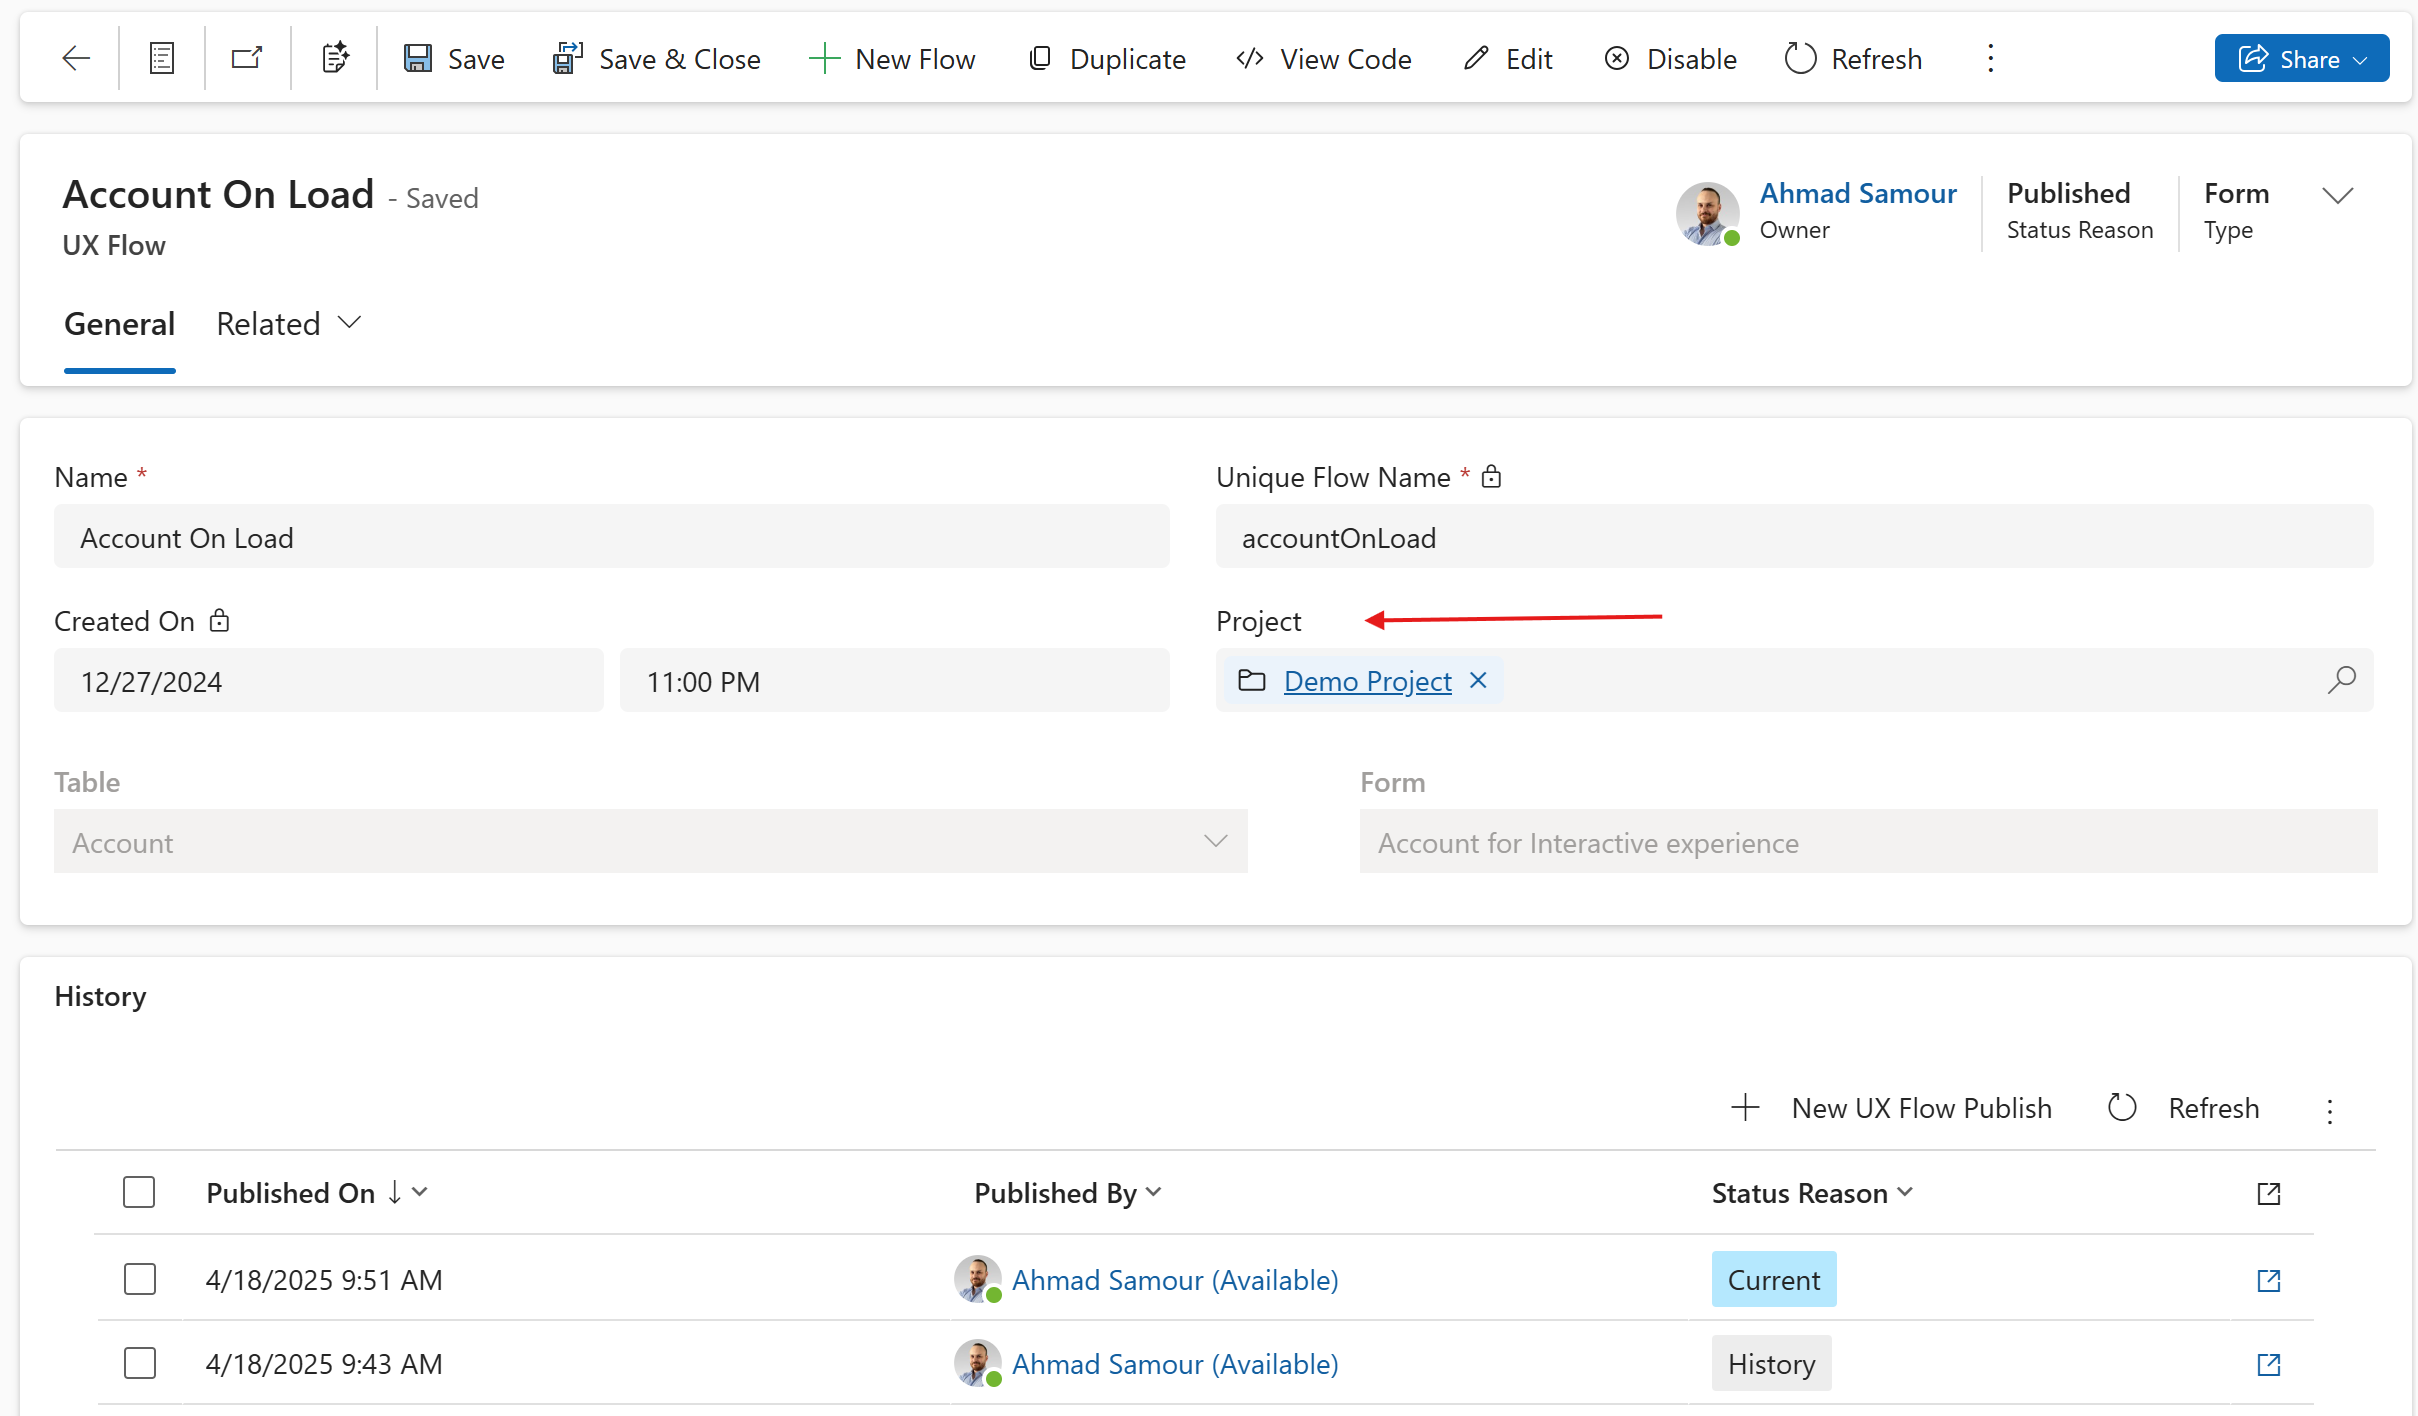 Save Save & Close New Flow Duplicate View Code Edit Disable Refresh Share
Account On Load - Saved
UX Flow
Ahmad Samour
Owner
Published
Status Reason
Form
Type
General Related
Name *
Account On Load
Unique Flow Name *
accountOnLoad
Created On
12/27/2024 11:00 PM
Project
Demo Project
Table
Account
Form
Account for Interactive experience
History
New UX Flow Publish Refresh
Published On Published By Status Reason
4/18/2025 9:51 AM Ahmad Samour (Available) Current
4/18/2025 9:43 AM Ahmad Samour (Available) History